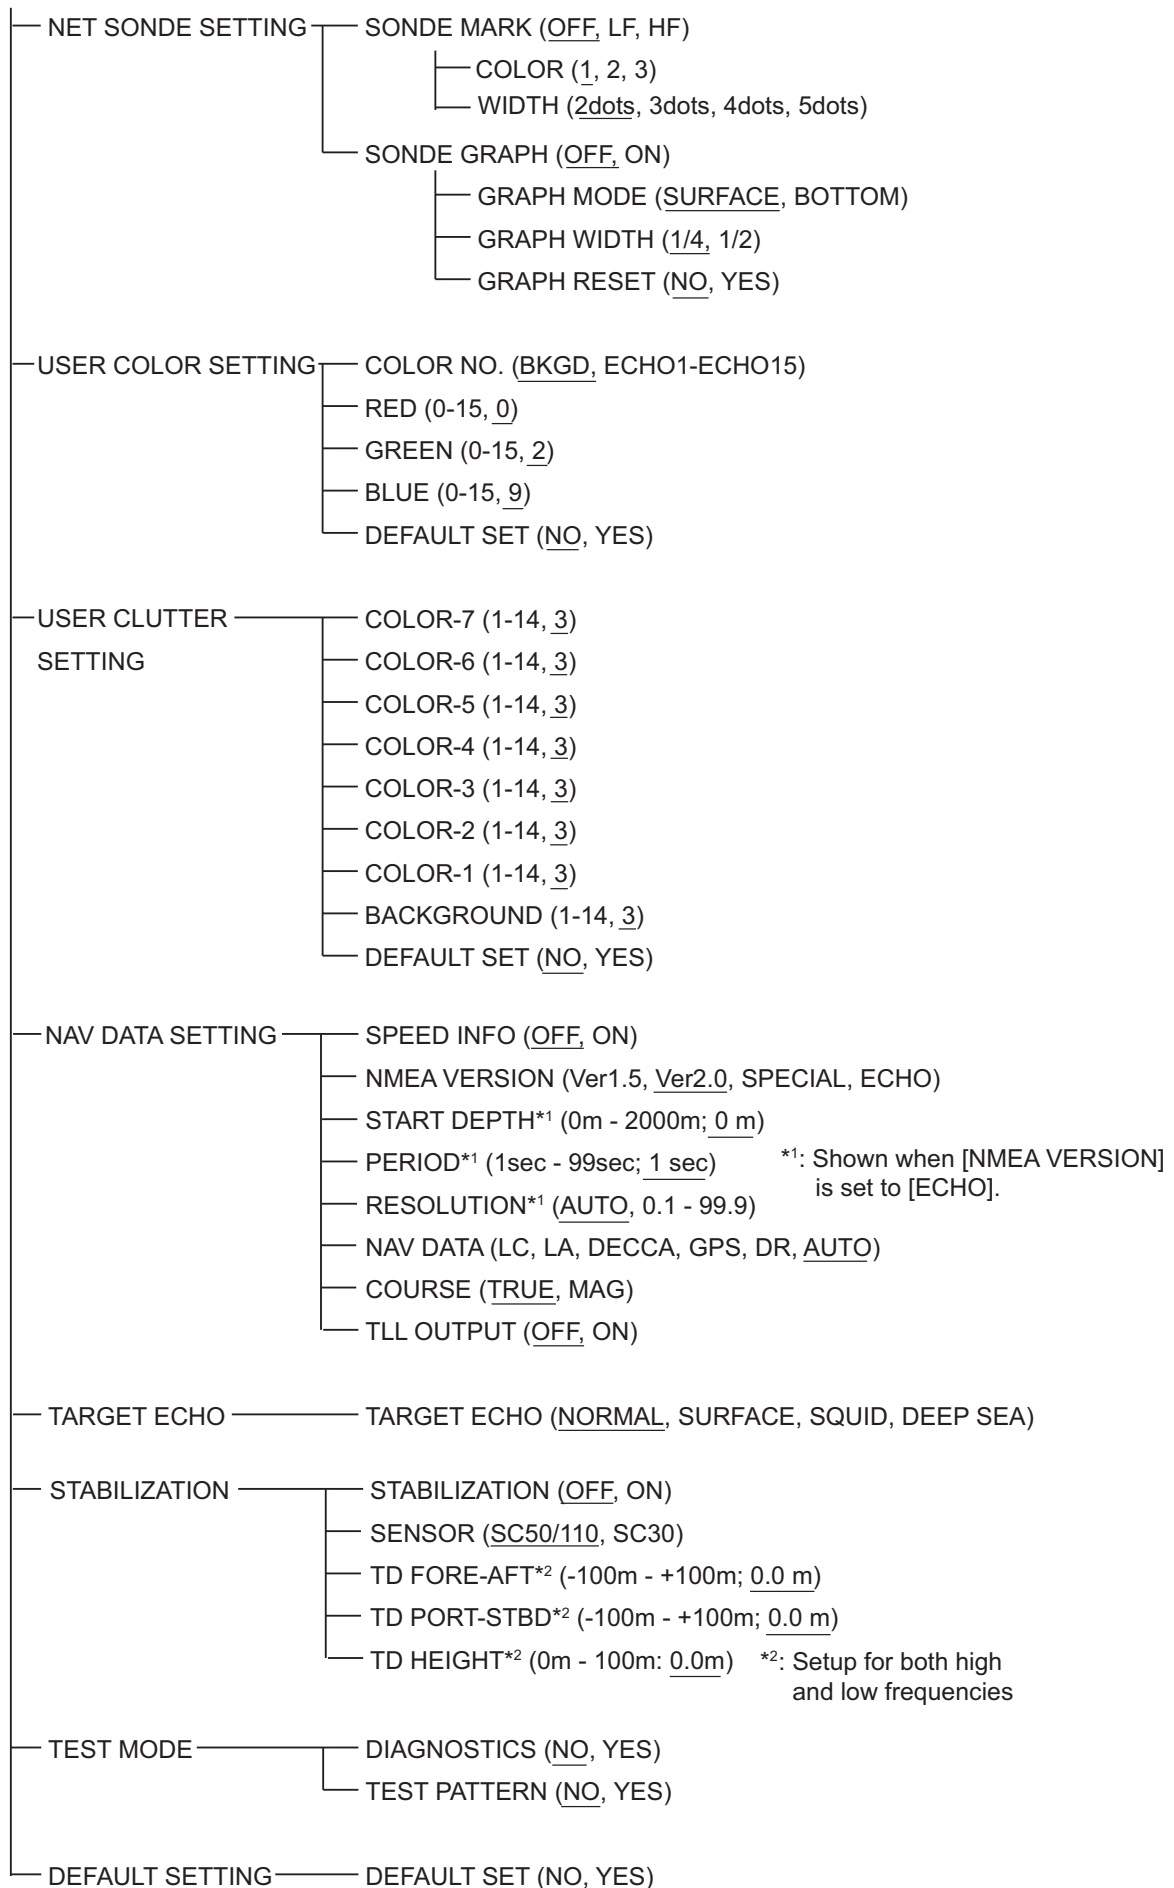 NET SONDE SETTING SONDE MARK (OFF, LF, HF)
COLOR (1, 2, 3)
WIDTH (2dots, 3dots, 4dots, 5dots)
SONDE GRAPH (OFF, ON)
GRAPH MODE (SURFACE, BOTTOM)
GRAPH WIDTH (1/4, 1/2)
GRAPH RESET (NO, YES)
USER COLOR SETTING COLOR NO. (BKGD, ECHO1-ECHO15)
RED (0-15, 0)
GREEN (0-15, 2)
BLUE (0-15, 9)
DEFAULT SET (NO, YES)
USER CLUTTER COLOR-7 (1-14, 3)
SETTING COLOR-6 (1-14, 3)
COLOR-5 (1-14, 3)
COLOR-4 (1-14, 3)
COLOR-3 (1-14, 3)
COLOR-2 (1-14, 3)
COLOR-1 (1-14, 3)
BACKGROUND (1-14, 3)
DEFAULT SET (NO, YES)
NAV DATA SETTING SPEED INFO (OFF, ON)
NMEA VERSION (Ver1.5, Ver2.0, SPECIAL, ECHO)
START DEPTH*1 (0m - 2000m; 0 m)
PERIOD*1 (1sec - 99sec; 1 sec) *1: Shown when [NMEA VERSION]
is set to [ECHO].
RESOLUTION*1 (AUTO, 0.1 - 99.9)
NAV DATA (LC, LA, DECCA, GPS, DR, AUTO)
COURSE (TRUE, MAG)
TLL OUTPUT (OFF, ON)
TARGET ECHO TARGET ECHO (NORMAL, SURFACE, SQUID, DEEP SEA)
STABILIZATION STABILIZATION (OFF, ON)
SENSOR (SC50/110, SC30)
TD FORE-AFT*2 (-100m - +100m; 0.0 m)
TD PORT-STBD*2 (-100m - +100m; 0.0 m)
TD HEIGHT*2 (0m - 100m: 0.0m) *2: Setup for both high
and low frequencies
TEST MODE DIAGNOSTICS (NO, YES)
TEST PATTERN (NO, YES)
DEFAULT SETTING DEFAULT SET (NO, YES)